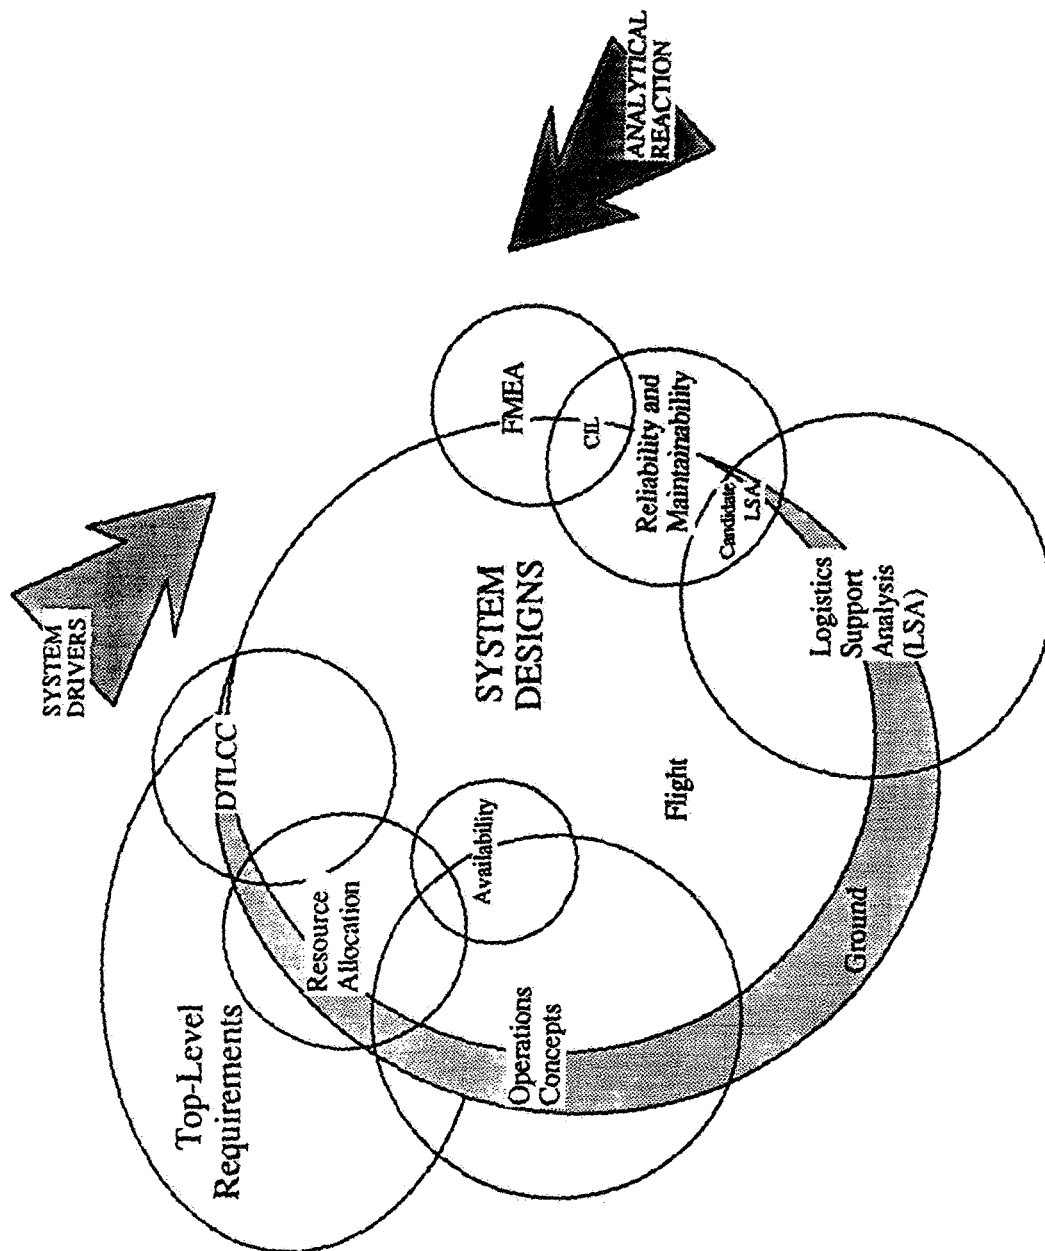 SYSTEM
DRIVERS
ANALYTICAL
REACTION
Top-Level
Requirements
DTLCC
Resource
Allocation
Availability
Operations
Concepts
SYSTEM
DESIGNS
Flight
Ground
FMEA
CIL
Reliability and
Maintainability
Candidate
LSA
Logistics
Support
Analysis
(LSA)